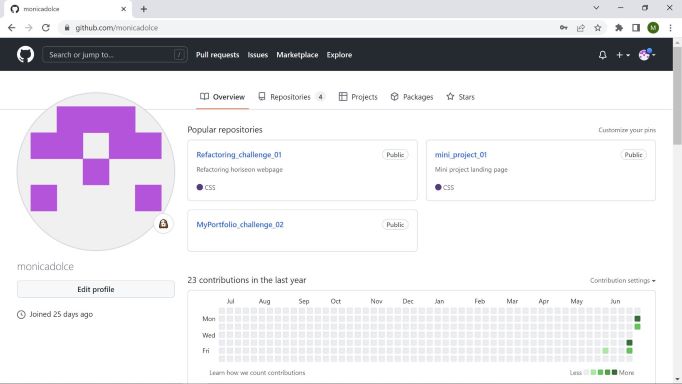 monicadolce
github.com/monicadolce
M
Search or jump to...
/
Pull requests Issues Marketplace Explore
Overview Repositories 4 Projects Packages Stars
Popular repositories
Customize your pins
Refactoring_challenge_01 Public
Refactoring horiseon webpage
CSS
mini_project_01 Public
Mini project landing page
CSS
MyPortfolio_challenge_02 Public
monicadolce
Edit profile
Joined 25 days ago
23 contributions in the last year
Contribution settings
Jul Aug Sep Oct Nov Dec Jan Feb Mar Apr May Jun
Mon
Wed
Fri
Learn how we count contributions
Less More